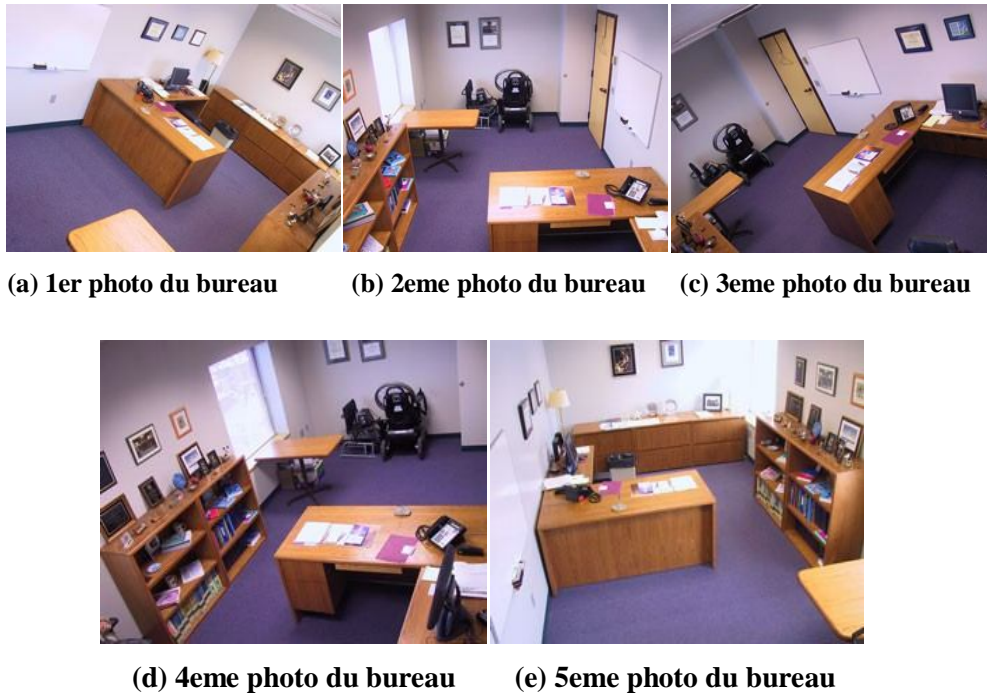 (a) 1er photo du bureau
(b) 2eme photo du bureau
(c) 3eme photo du bureau
(d) 4eme photo du bureau
(e) 5eme photo du bureau